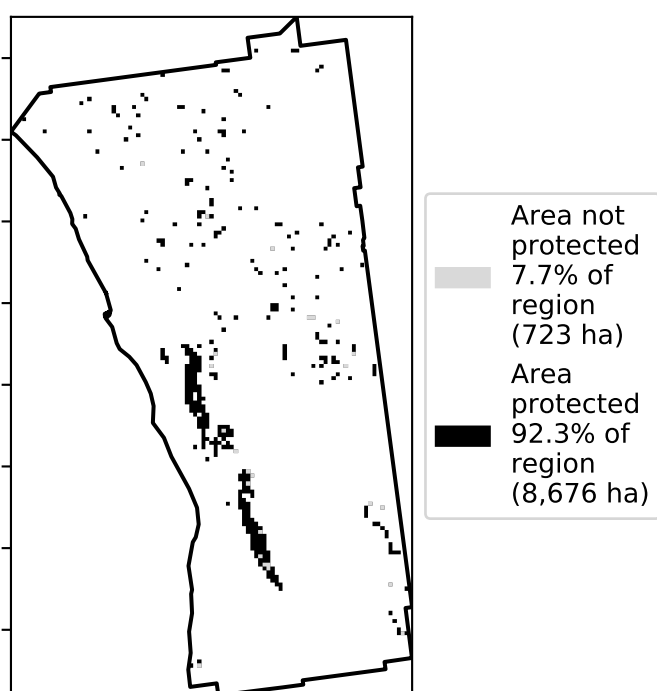 Area not
protected
7.7% of
region
(723 ha)
Area
protected
92.3% of
region
(8,676 ha)